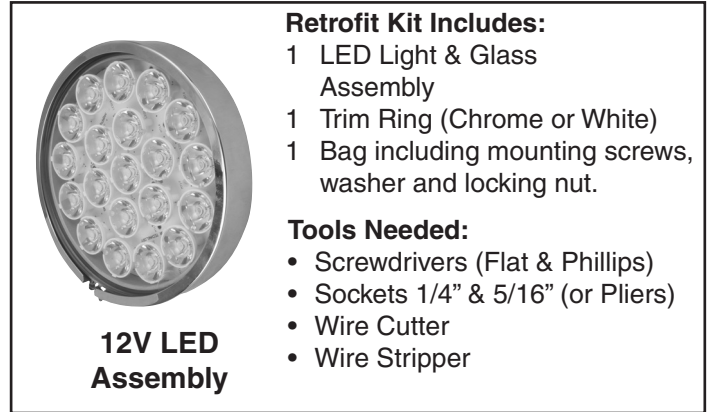 Retrofit Kit Includes:
1 LED Light & Glass
Assembly
1 Trim Ring (Chrome or White)
1 Bag including mounting screws,
washer and locking nut.
Tools Needed:
• Screwdrivers (Flat & Phillips)
• Sockets 1/4” & 5/16” (or Pliers)
• Wire Cutter
• Wire Stripper
12V LED
Assembly